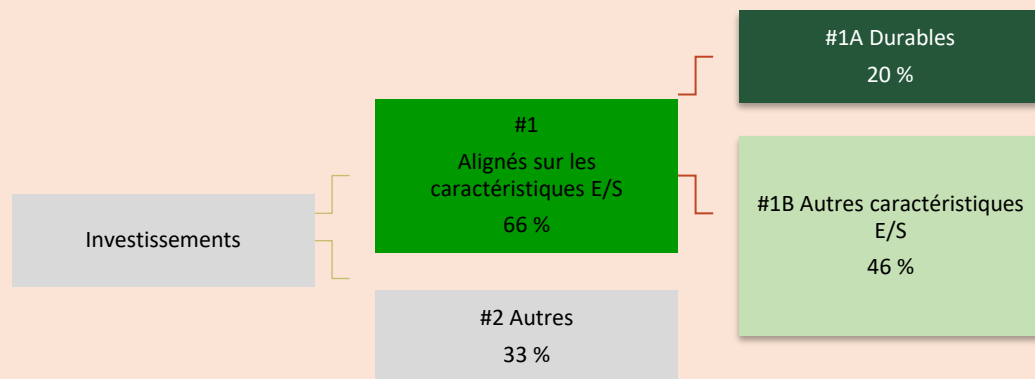 Investissements
#1
Alignés sur les
caractéristiques E/S
66 %
#2 Autres
33 %
#1A Durables
20 %
#1B Autres caractéristiques
E/S
46 %